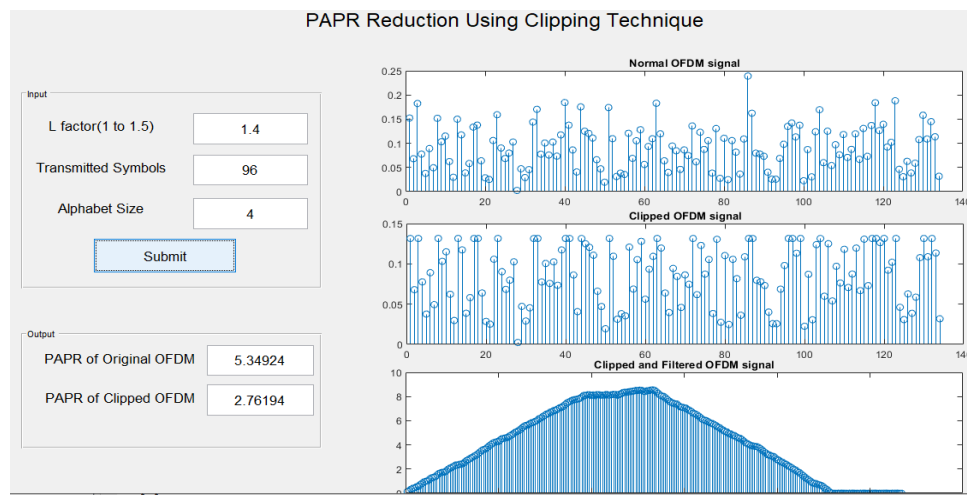 PAPR Reduction Using Clipping Technique
Input
L factor(1 to 1.5)
1.4
Transmitted Symbols
96
Alphabet Size
4
Submit
Output
PAPR of Original OFDM
5.34924
PAPR of Clipped OFDM
2.76194
Normal OFDM signal
0.25
0.2
0.15
0.1
0.05
0
0 20 40 60 80 100 120 140
Clipped OFDM signal
0.15
0.1
0.05
0
0 20 40 60 80 100 120 140
Clipped and Filtered OFDM signal
10
8
6
4
2
0